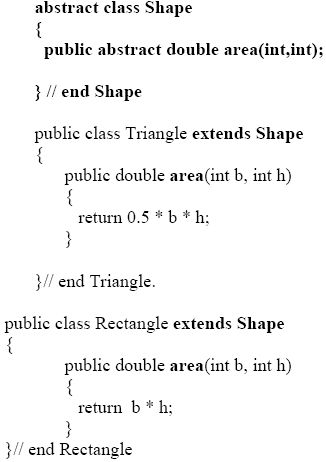 abstract class Shape
{
public abstract double area(int,int);
} // end Shape
public class Triangle extends Shape
{
public double area(int b, int h)
{
return 0.5 * b * h;
}
}// end Triangle.
public class Rectangle extends Shape
{
public double area(int b, int h)
{
return b * h;
}
}// end Rectangle